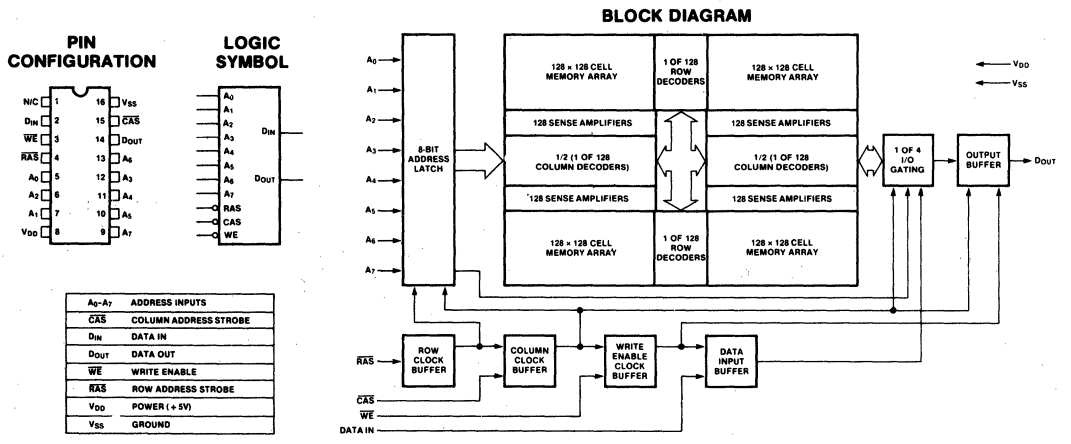 BLOCK DIAGRAM
PIN
CONFIGURATION
N/C 1 16 VSS
DIN 2 15 CAS
WE 3 14 DOUT
RAS 4 13 A6
A0 5 12 A3
A2 6 11 A4
A1 7 10 A5
VDD 8 9 A7
LOGIC
SYMBOL
A0
A1
A2
A3
A4
A5
A6
A7
RAS
CAS
WE
DIN
DOUT
A0-A7 ADDRESS INPUTS
CAS COLUMN ADDRESS STROBE
DIN DATA IN
DOUT DATA OUT
WE WRITE ENABLE
RAS ROW ADDRESS STROBE
VDD POWER (+5V)
VSS GROUND
A0
A1
A2
A3
A4
A5
A6
A7
8-BIT
ADDRESS
LATCH
128 × 128 CELL
MEMORY ARRAY
1 OF 128
ROW
DECODERS
128 × 128 CELL
MEMORY ARRAY
128 SENSE AMPLIFIERS
128 SENSE AMPLIFIERS
1/2 (1 OF 128
COLUMN DECODERS)
1/2 (1 OF 128
COLUMN DECODERS)
128 SENSE AMPLIFIERS
128 SENSE AMPLIFIERS
128 × 128 CELL
MEMORY ARRAY
1 OF 128
ROW
DECODERS
128 × 128 CELL
MEMORY ARRAY
VDD
VSS
1 OF 4
I/O
GATING
OUTPUT
BUFFER
DOUT
RAS
ROW
CLOCK
BUFFER
COLUMN
CLOCK
BUFFER
WRITE
ENABLE
CLOCK
BUFFER
DATA
INPUT
BUFFER
CAS
WE
DATA IN